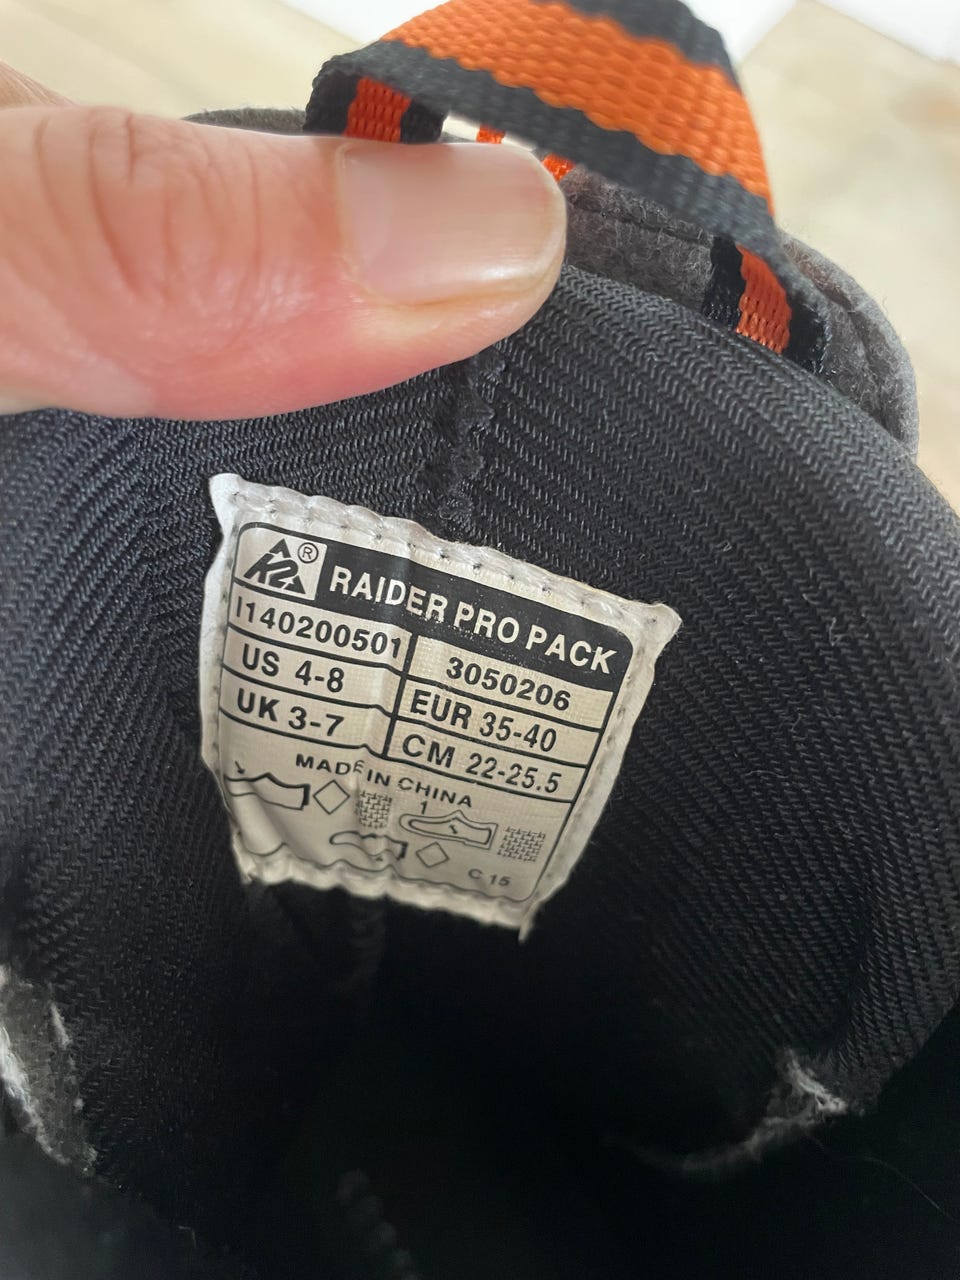 K2® RAIDER PRO PACK
I140200501 3050206
US 4-8 EUR 35-40
UK 3-7 CM 22-25.5
MADE IN CHINA
1
C 15